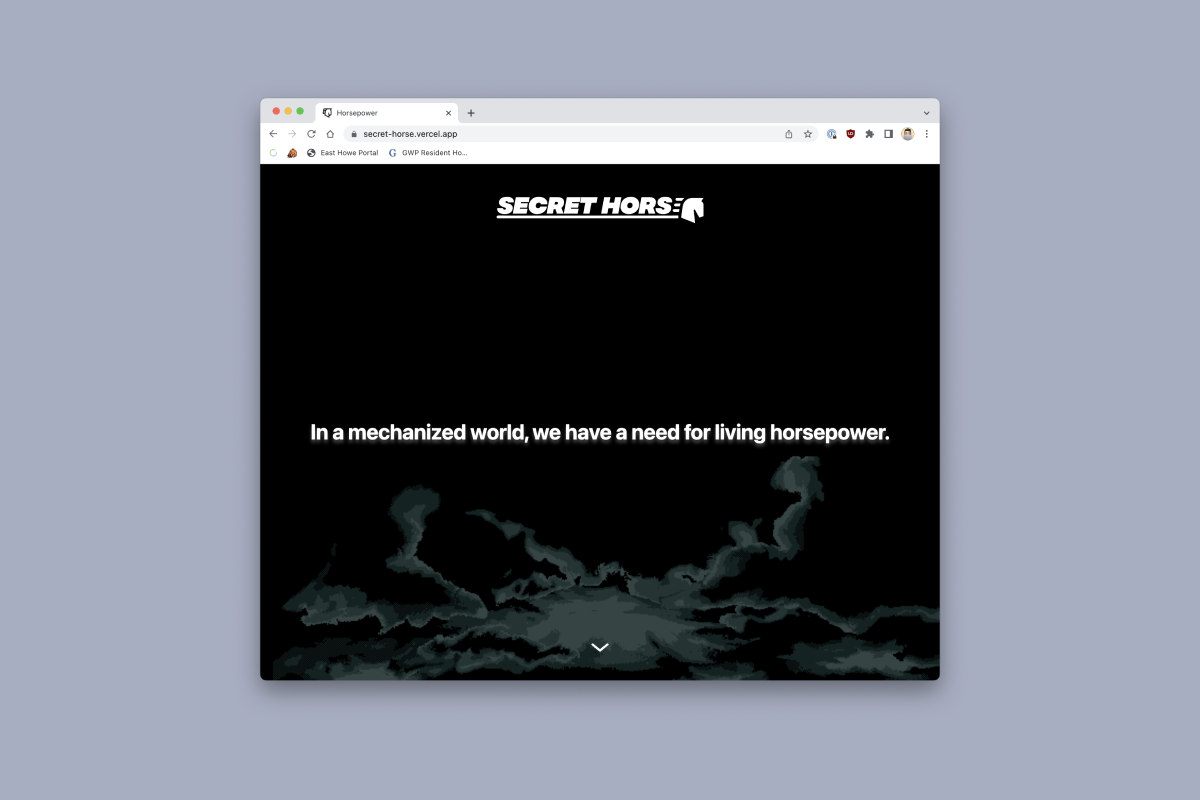 Horsepower
secret-horse.vercel.app
East Howe Portal
GWP Resident Ho...
SECRET HORSE
In a mechanized world, we have a need for living horsepower.